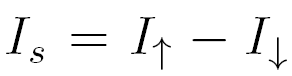 I_s = I_↑ − I_↓